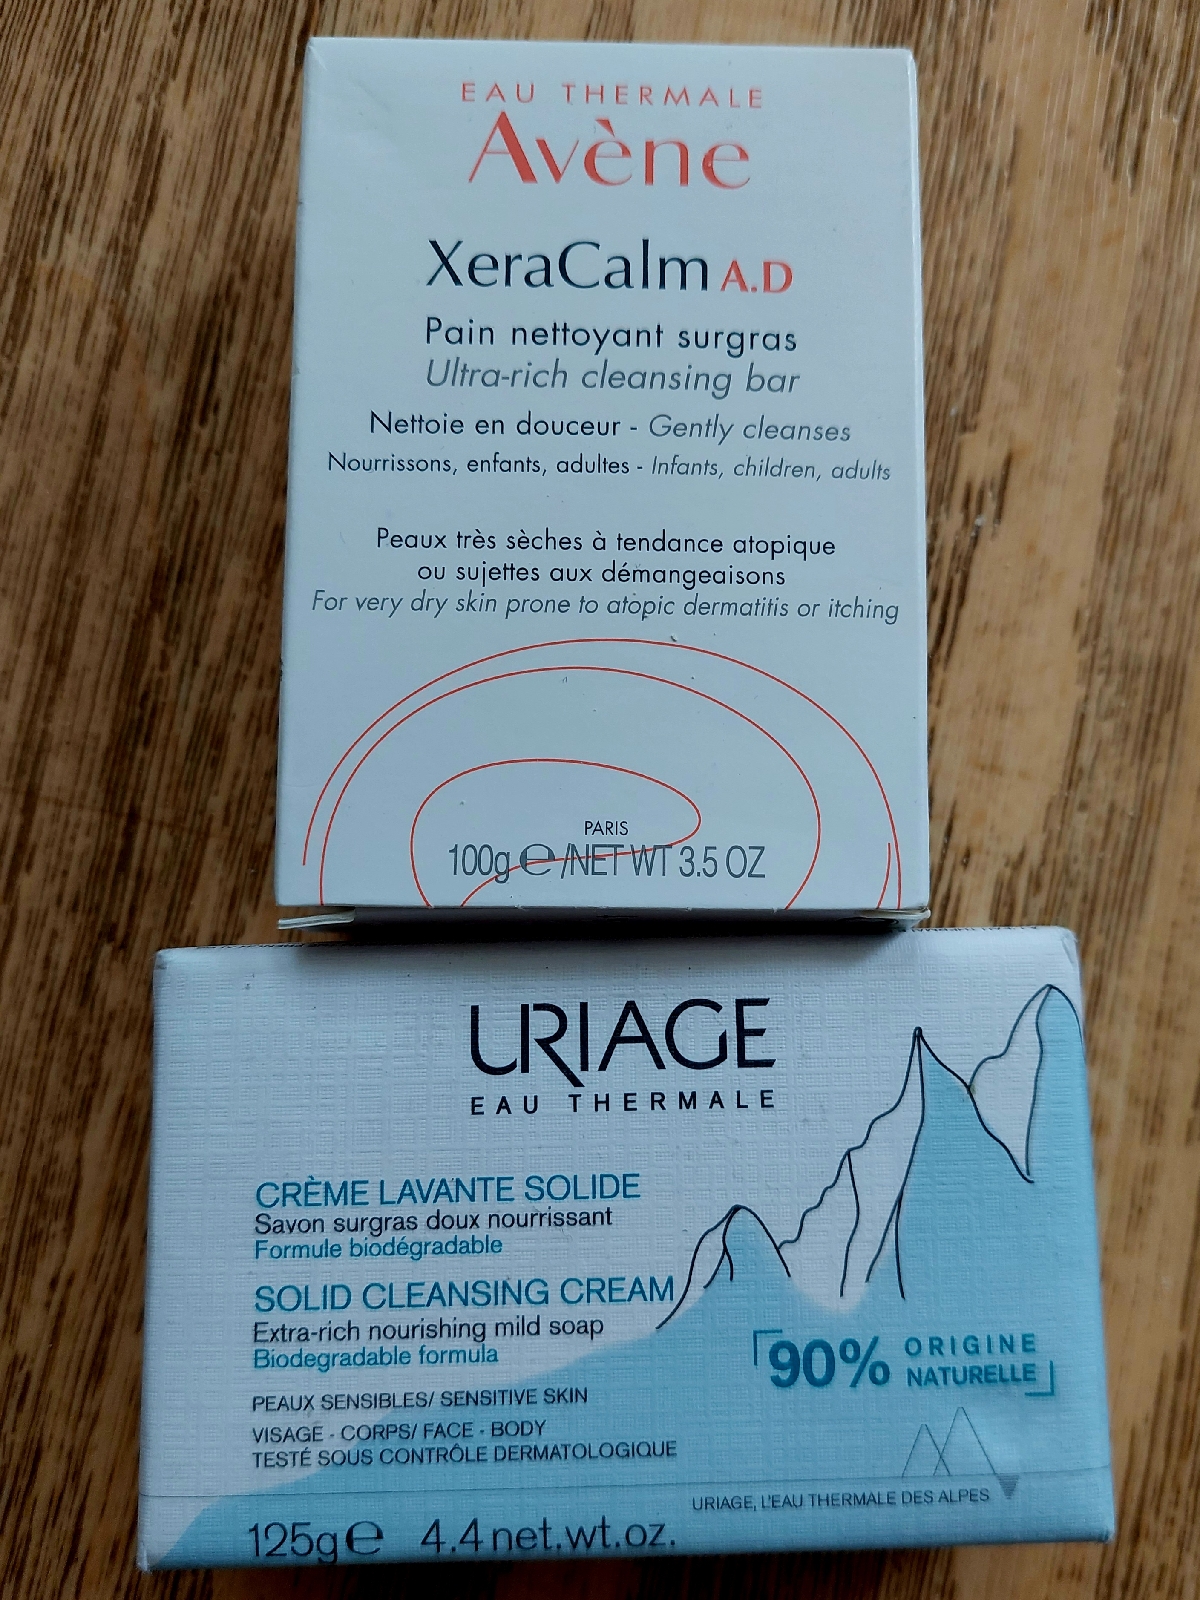 EAU THERMALE
Avène
XeraCalm A.D
Pain nettoyant surgras
Ultra-rich cleansing bar
Nettoie en douceur - Gently cleanses
Nourrissons, enfants, adultes - Infants, children, adults
Peaux très sèches à tendance atopique
ou sujettes aux démangeaisons
For very dry skin prone to atopic dermatitis or itching
PARIS
100g ℮ /NET WT 3.5 OZ
URIAGE
EAU THERMALE
CRÈME LAVANTE SOLIDE
Savon surgras doux nourrissant
Formule biodégradable
SOLID CLEANSING CREAM
Extra-rich nourishing mild soap
Biodegradable formula
90% ORIGINE
NATURELLE
PEAUX SENSIBLES/ SENSITIVE SKIN
VISAGE - CORPS/ FACE - BODY
TESTÉ SOUS CONTRÔLE DERMATOLOGIQUE
URIAGE, L'EAU THERMALE DES ALPES
125g ℮ 4.4 net.wt.oz.